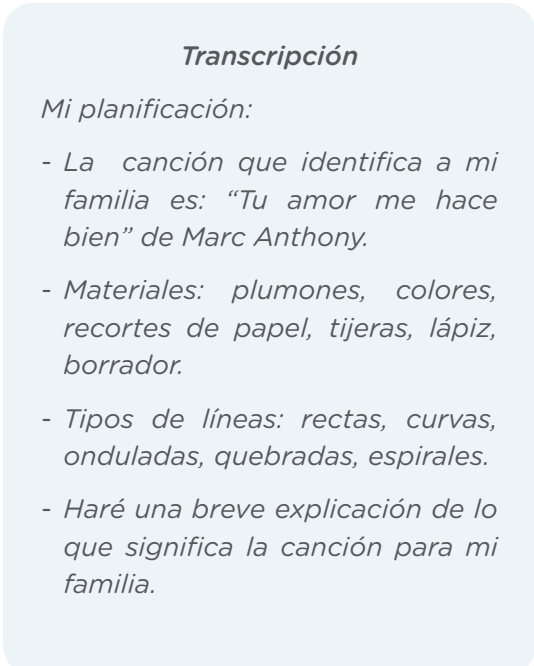 Transcripción
Mi planificación:
- La canción que identifica a mi
familia es: “Tu amor me hace
bien” de Marc Anthony.
- Materiales: plumones, colores,
recortes de papel, tijeras, lápiz,
borrador.
- Tipos de líneas: rectas, curvas,
onduladas, quebradas, espirales.
- Haré una breve explicación de lo
que significa la canción para mi
familia.